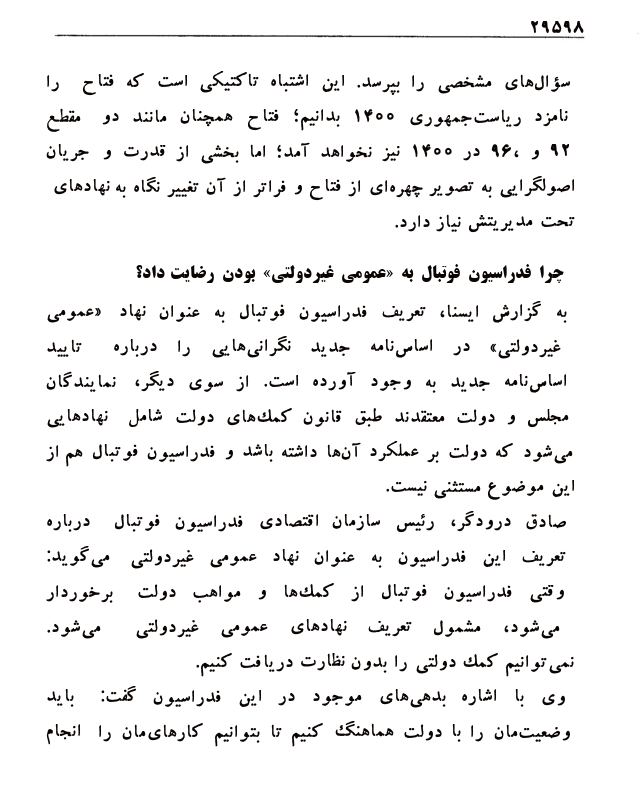 ۲۹۵۹۸
سؤال‌های مشخصی را بپرسد. این اشتباه تاکتیکی است که فتاح را
نامزد ریاست‌جمهوری ۱۴۰۰ بدانیم؛ فتاح همچنان مانند دو مقطع
۹۲ و ۹۶، در ۱۴۰۰ نیز نخواهد آمد؛ اما بخشی از قدرت و جریان
اصولگرایی به تصویر چهره‌ای از فتاح و فراتر از آن تغییر نگاه به نهادهای
تحت مدیریتش نیاز دارد.
چرا فدراسیون فوتبال به «عمومی غیردولتی» بودن رضایت داد؟
به گزارش ایسنا، تعریف فدراسیون فوتبال به عنوان نهاد «عمومی
غیردولتی» در اساس‌نامه جدید نگرانی‌هایی را درباره تایید
اساس‌نامه جدید به وجود آورده است. از سوی دیگر، نمایندگان
مجلس و دولت معتقدند طبق قانون کمك‌های دولت شامل نهادهایی
می‌شود که دولت بر عملکرد آن‌ها داشته باشد و فدراسیون فوتبال هم از
این موضوع مستثنی نیست.
صادق درودگر، رئیس سازمان اقتصادی فدراسیون فوتبال درباره
تعریف این فدراسیون به عنوان نهاد عمومی غیردولتی می‌گوید:
وقتی فدراسیون فوتبال از کمك‌ها و مواهب دولت برخوردار
می‌شود، مشمول تعریف نهادهای عمومی غیردولتی می‌شود.
نمی‌توانیم کمك دولتی را بدون نظارت دریافت کنیم.
وی با اشاره بدهی‌های موجود در این فدراسیون گفت: باید
وضعیت‌مان را با دولت هماهنگ کنیم تا بتوانیم کارهای‌مان را انجام